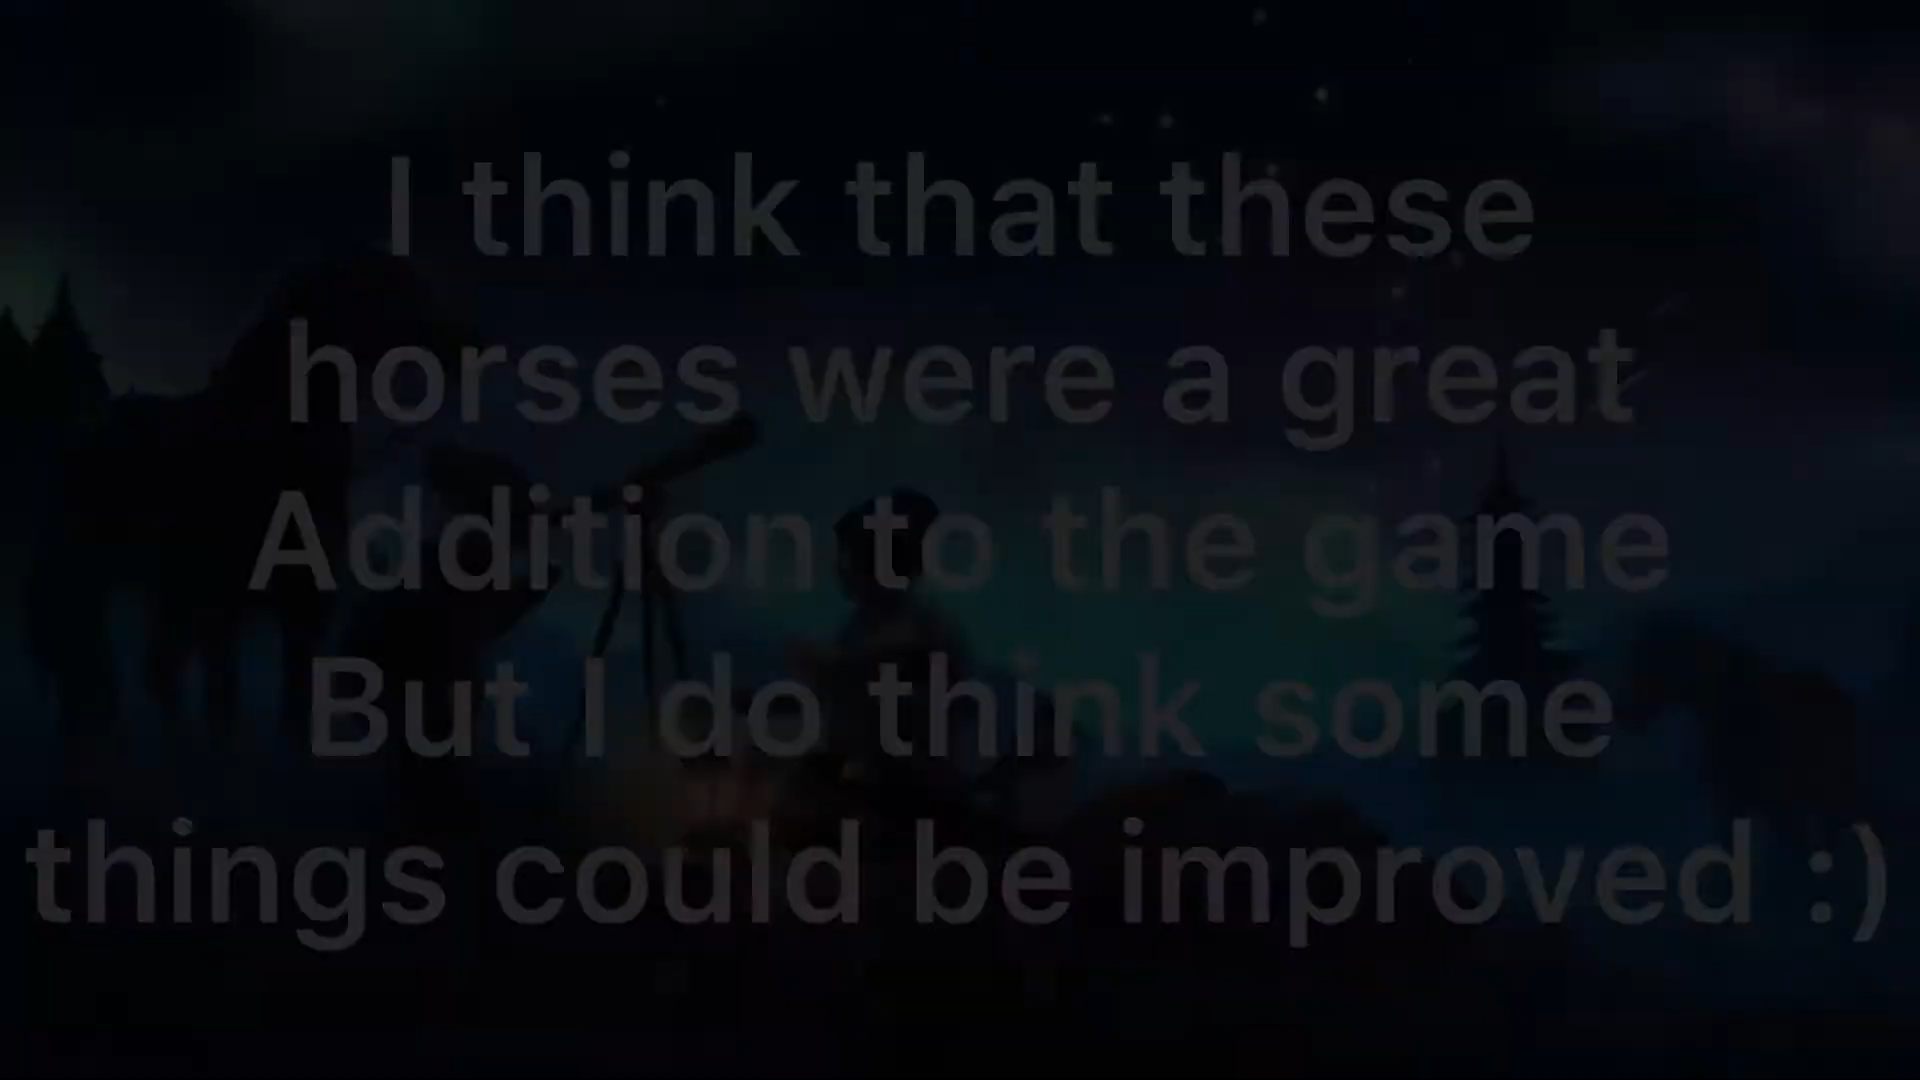 I think that these
horses were a great
Addition to the game
But I do think some
things could be improved :)